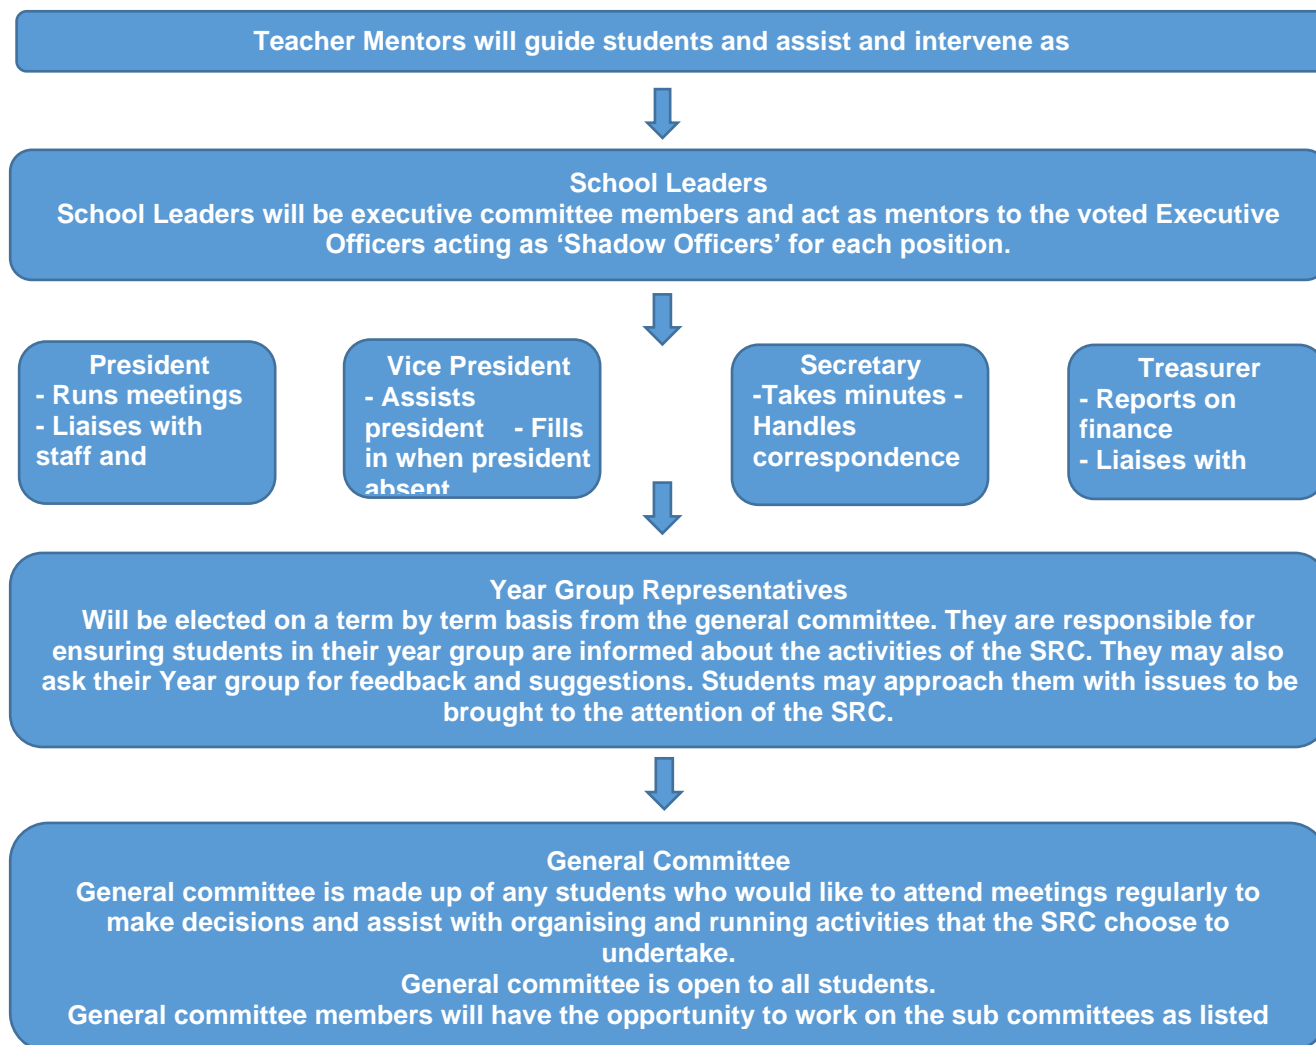 Teacher Mentors will guide students and assist and intervene as
School Leaders
School Leaders will be executive committee members and act as mentors to the voted Executive
Officers acting as ‘Shadow Officers’ for each position.
President
- Runs meetings
- Liaises with
staff and
Vice President
- Assists
president - Fills
in when president
absent
Secretary
-Takes minutes -
Handles
correspondence
Treasurer
- Reports on
finance
- Liaises with
Year Group Representatives
Will be elected on a term by term basis from the general committee. They are responsible for
ensuring students in their year group are informed about the activities of the SRC. They may also
ask their Year group for feedback and suggestions. Students may approach them with issues to be
brought to the attention of the SRC.
General Committee
General committee is made up of any students who would like to attend meetings regularly to
make decisions and assist with organising and running activities that the SRC choose to
undertake.
General committee is open to all students.
General committee members will have the opportunity to work on the sub committees as listed